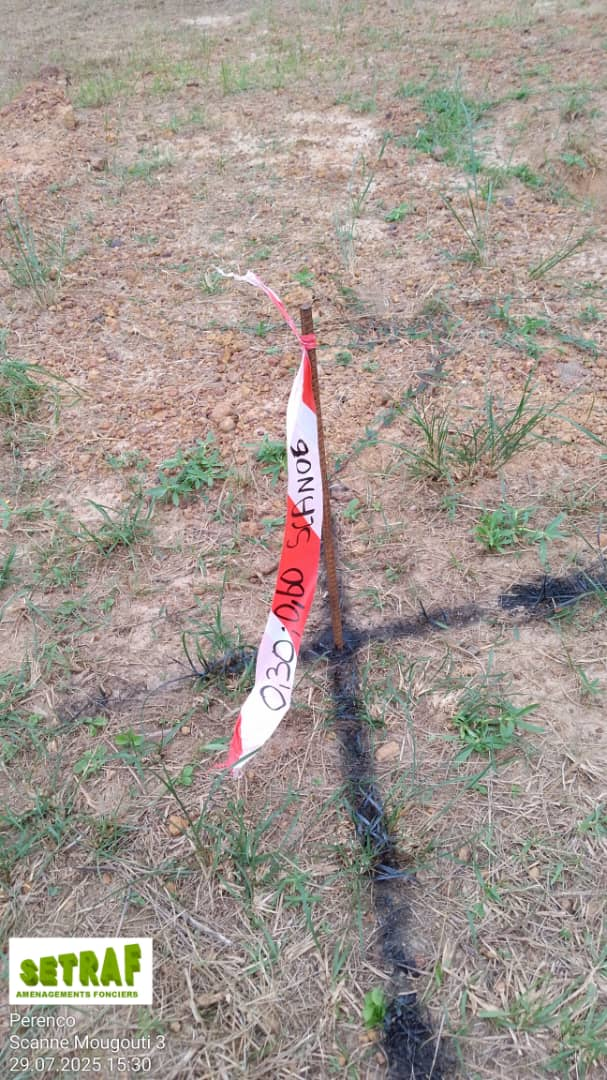 0,30-0,60 SCAN06
SETRAF
AMENAGEMENTS FONCIERS
Perenco
Scanne Mougouti 3
29.07.2025 15:30